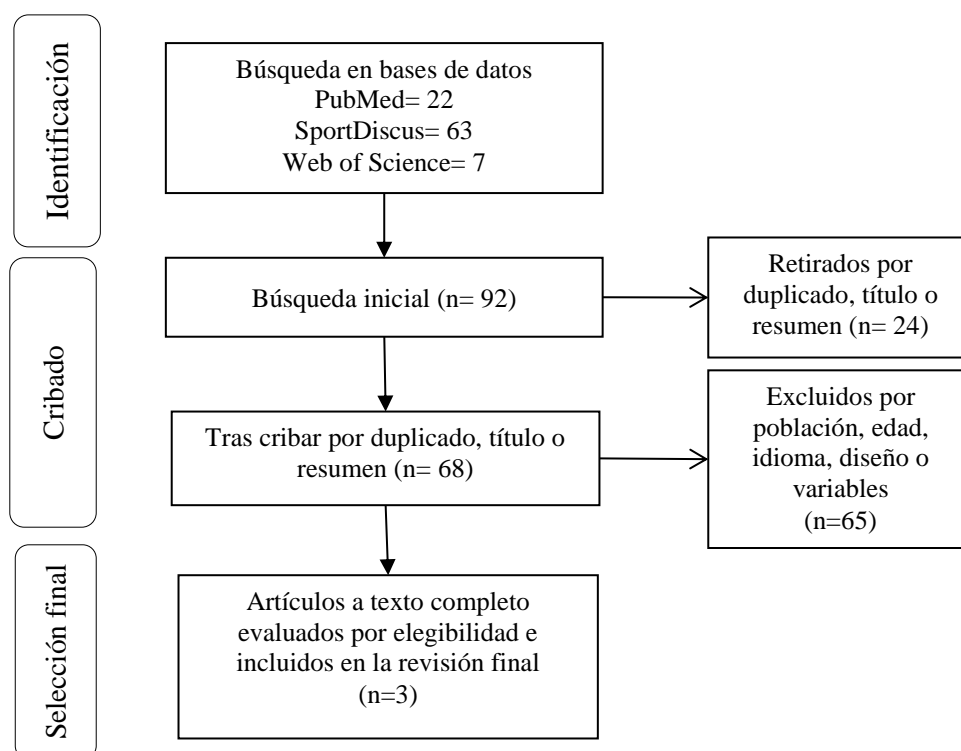 Identificación
Búsqueda en bases de datos
PubMed= 22
SportDiscus= 63
Web of Science= 7
Cribado
Búsqueda inicial (n= 92)
Retirados por
duplicado, título o
resumen (n= 24)
Tras cribar por duplicado, título o
resumen (n= 68)
Excluidos por
población, edad,
idioma, diseño o
variables
(n=65)
Selección final
Artículos a texto completo
evaluados por elegibilidad e
incluidos en la revisión final
(n=3)